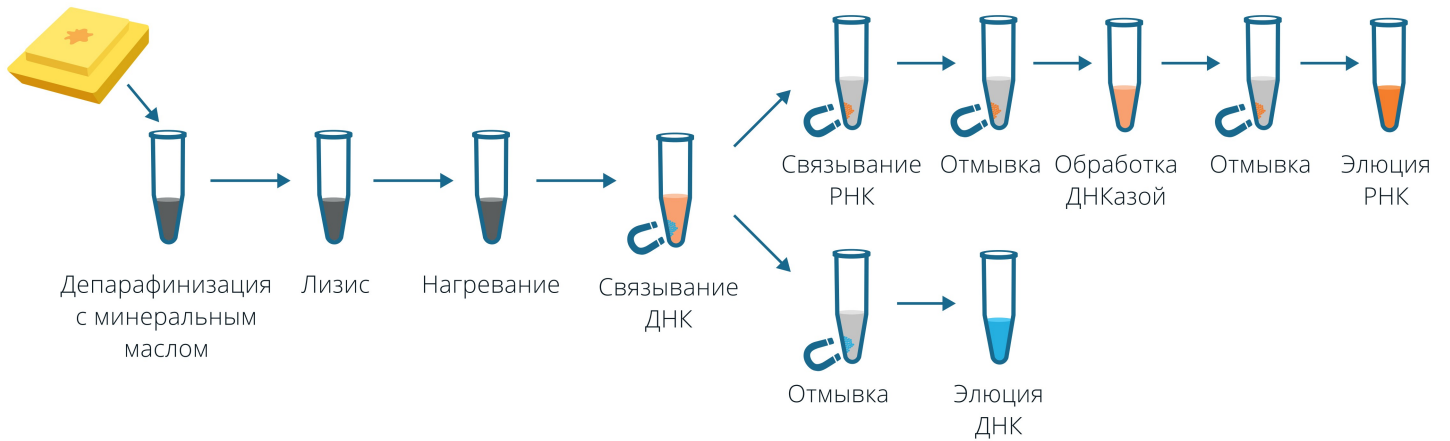 Связывание
РНК
Отмывка
Обработка
ДНКазой
Отмывка
Элюция
РНК
Депарафинизация
с минеральным
маслом
Лизис
Нагревание
Связывание
ДНК
Отмывка
Элюция
ДНК